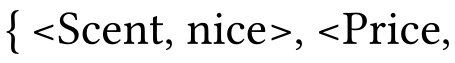 { <Scent, nice>, <Price,